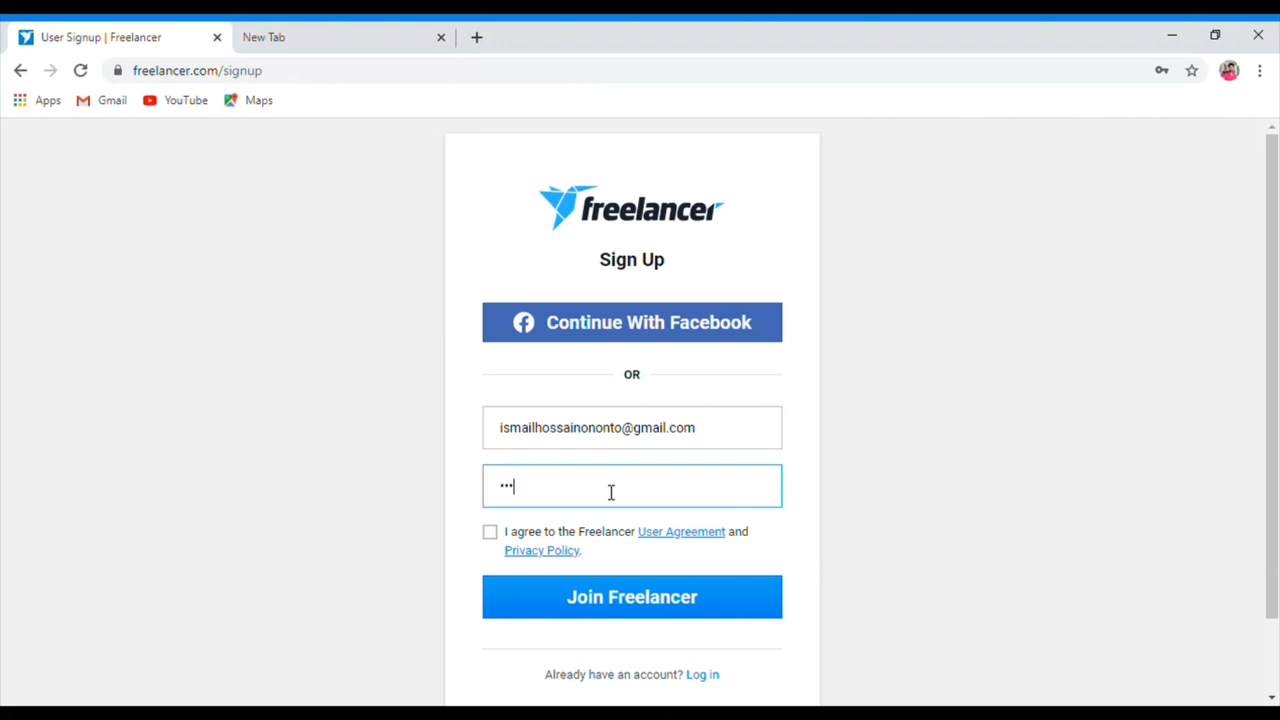 User Signup | Freelancer
New Tab
freelancer.com/signup
Apps
Gmail
YouTube
Maps
freelancer
Sign Up
Continue With Facebook
OR
ismailhossainononto@gmail.com
•••
I agree to the Freelancer User Agreement and
Privacy Policy.
Join Freelancer
Already have an account? Log in